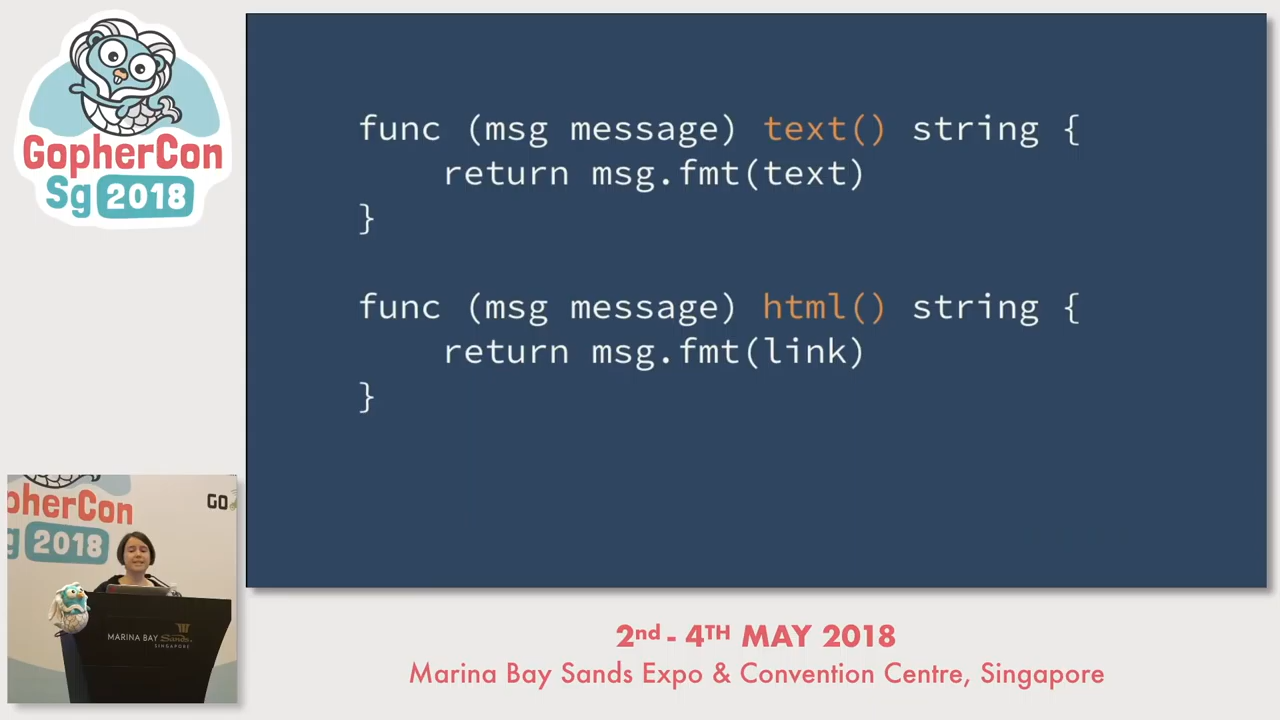 GopherCon
Sg 2018
func (msg message) text() string {
return msg.fmt(text)
}
func (msg message) html() string {
return msg.fmt(link)
}
pherCon
g 2018
GO
MARINA BAY Sands
SINGAPORE
2nd - 4TH MAY 2018
Marina Bay Sands Expo & Convention Centre, Singapore